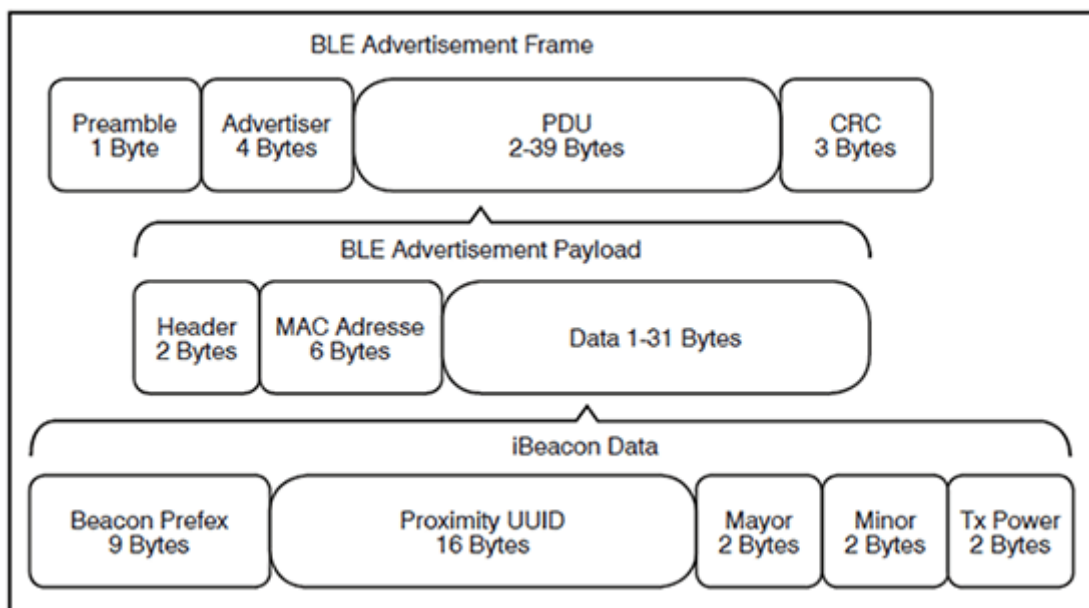 BLE Advertisement Frame
Preamble
1 Byte
Advertiser
4 Bytes
PDU
2-39 Bytes
CRC
3 Bytes
BLE Advertisement Payload
Header
2 Bytes
MAC Adresse
6 Bytes
Data 1-31 Bytes
iBeacon Data
Beacon Prefex
9 Bytes
Proximity UUID
16 Bytes
Mayor
2 Bytes
Minor
2 Bytes
Tx Power
2 Bytes